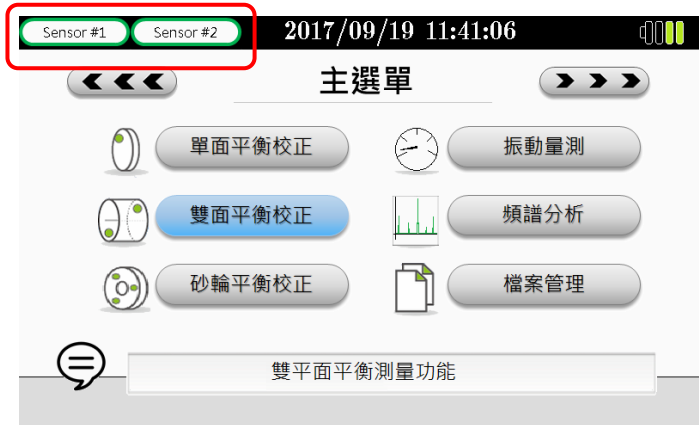 Sensor #1 Sensor #2 2017/09/19 11:41:06
主選單
單面平衡校正 振動量測
雙面平衡校正 頻譜分析
砂輪平衡校正 檔案管理
雙平面平衡測量功能